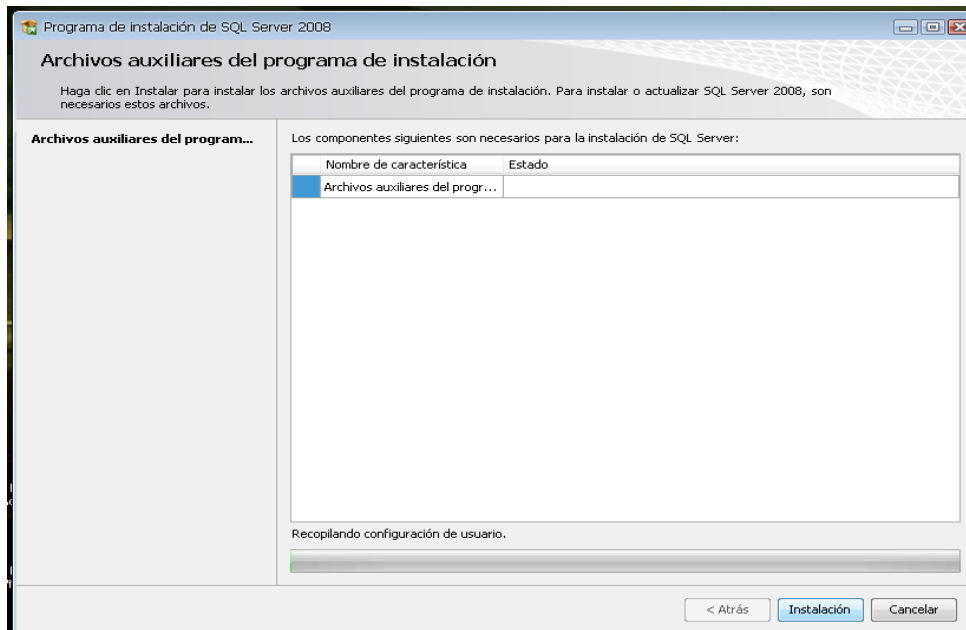 Programa de instalación de SQL Server 2008
Archivos auxiliares del programa de instalación
Haga clic en Instalar para instalar los archivos auxiliares del programa de instalación. Para instalar o actualizar SQL Server 2008, son
necesarios estos archivos.
Archivos auxiliares del program...
Los componentes siguientes son necesarios para la instalación de SQL Server:
Nombre de característica Estado
Archivos auxiliares del progr...
Recopilando configuración de usuario.
< Atrás Instalación Cancelar